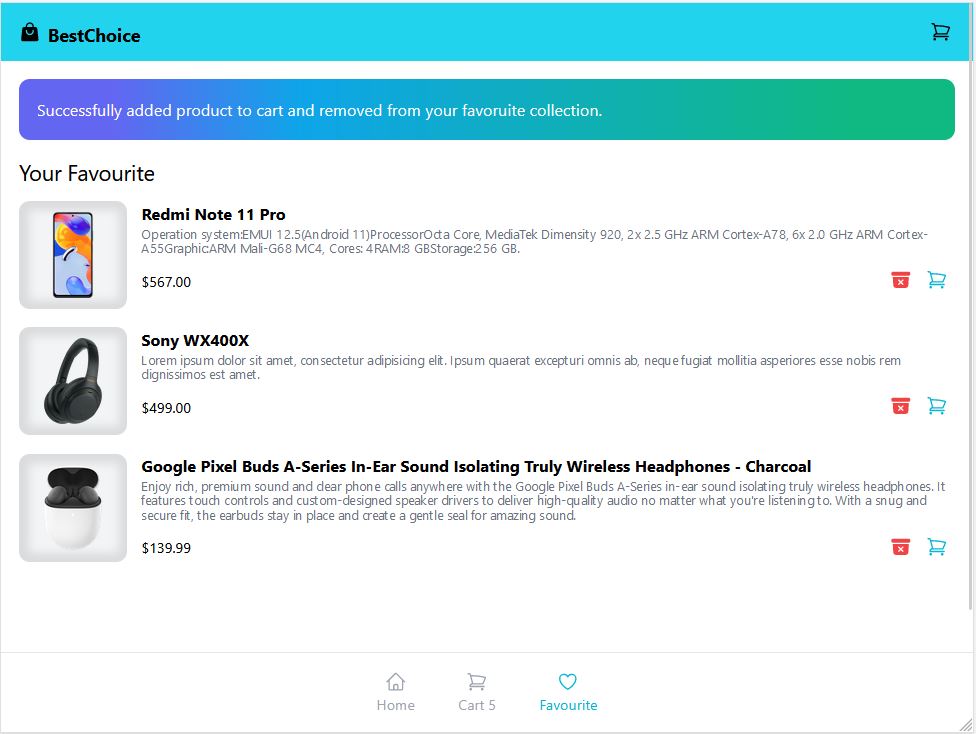 BestChoice
Successfully added product to cart and removed from your favoruite collection.
Your Favourite
Redmi Note 11 Pro
Operation system:EMUI 12.5(Android 11)ProcessorOcta Core, MediaTek Dimensity 920, 2x 2.5 GHz ARM Cortex-A78, 6x 2.0 GHz ARM Cortex-
A55Graphic:ARM Mali-G68 MC4, Cores: 4RAM:8 GBStorage:256 GB.
$567.00
Sony WX400X
Lorem ipsum dolor sit amet, consectetur adipisicing elit. Ipsum quaerat excepturi omnis ab, neque fugiat mollitia asperiores esse nobis rem
dignissimos est amet.
$499.00
Google Pixel Buds A-Series In-Ear Sound Isolating Truly Wireless Headphones - Charcoal
Enjoy rich, premium sound and clear phone calls anywhere with the Google Pixel Buds A-Series in-ear sound isolating truly wireless headphones. It
features touch controls and custom-designed speaker drivers to deliver high-quality audio no matter what you're listening to. With a snug and
secure fit, the earbuds stay in place and create a gentle seal for amazing sound.
$139.99
Home
Cart 5
Favourite